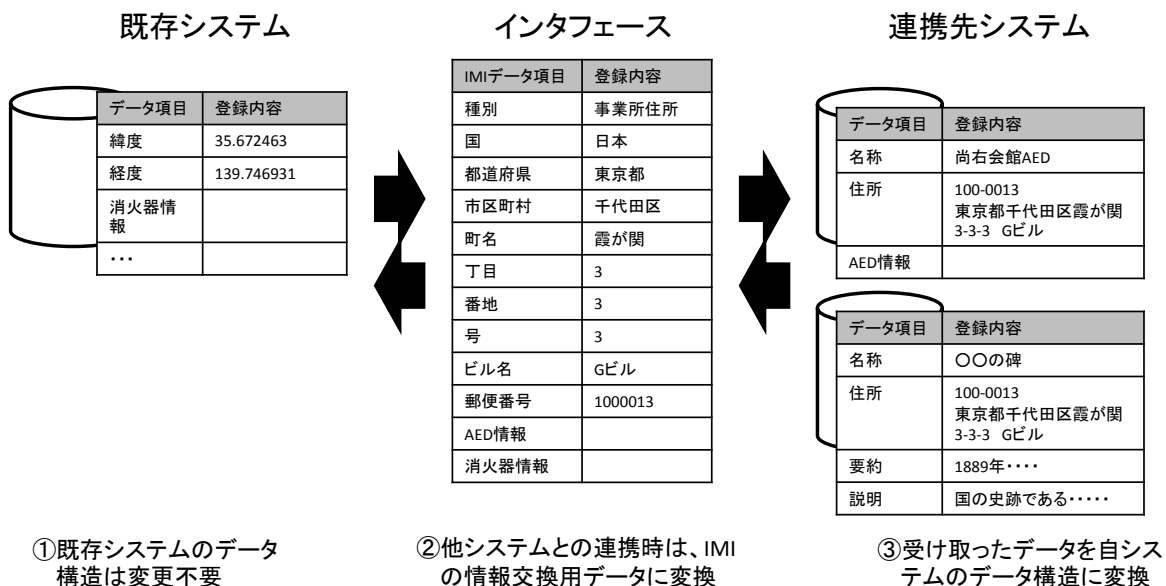 既存システム
インタフェース
連携先システム
データ項目 登録内容
緯度 35.672463
経度 139.746931
消火器情
報
・・・
IMIデータ項目 登録内容
種別 事業所住所
国 日本
都道府県 東京都
市区町村 千代田区
町名 霞が関
丁目 3
番地 3
号 3
ビル名 Gビル
郵便番号 1000013
AED情報
消火器情報
データ項目 登録内容
名称 尚右会館AED
住所 100-0013
東京都千代田区霞が関
3-3-3 Gビル
AED情報
データ項目 登録内容
名称 〇〇の碑
住所 100-0013
東京都千代田区霞が関
3-3-3 Gビル
要約 1889年・・・・
説明 国の史跡である・・・・・
①既存システムのデータ
構造は変更不要
②他システムとの連携時は、IMI
の情報交換用データに変換
③受け取ったデータを自シス
テムのデータ構造に変換